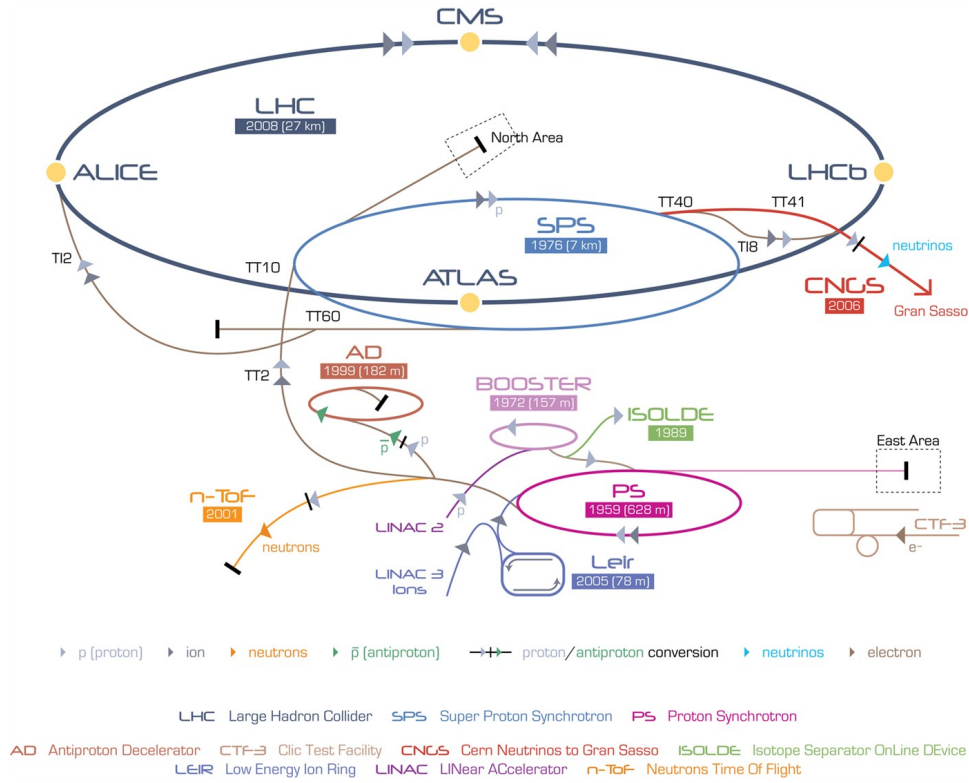 CMS
LHC
2008 (27 km)
North Area
ALICE
LHCb
TT40
TT41
p
SPS
1976 (7 km)
TI8
neutrinos
TI2
TT10
ATLAS
CNGS
2006
Gran Sasso
TT60
AD
1999 (182 m)
TT2
BOOSTER
1972 (157 m)
ISOLDE
1989
p
p̅
East Area
n-ToF
2001
PS
1959 (628 m)
LINAC 2
p
neutrons
CTF-3
e⁻
LINAC 3
Ions
Leir
2005 (78 m)
p (proton)
ion
neutrons
p̅ (antiproton)
proton/antiproton conversion
neutrinos
electron
LHC Large Hadron Collider SPS Super Proton Synchrotron PS Proton Synchrotron
AD Antiproton Decelerator CTF-3 Clic Test Facility CNGS Cern Neutrinos to Gran Sasso ISOLDE Isotope Separator OnLine DEvice
LEIR Low Energy Ion Ring LINAC LINear ACcelerator n-ToF Neutrons Time Of Flight